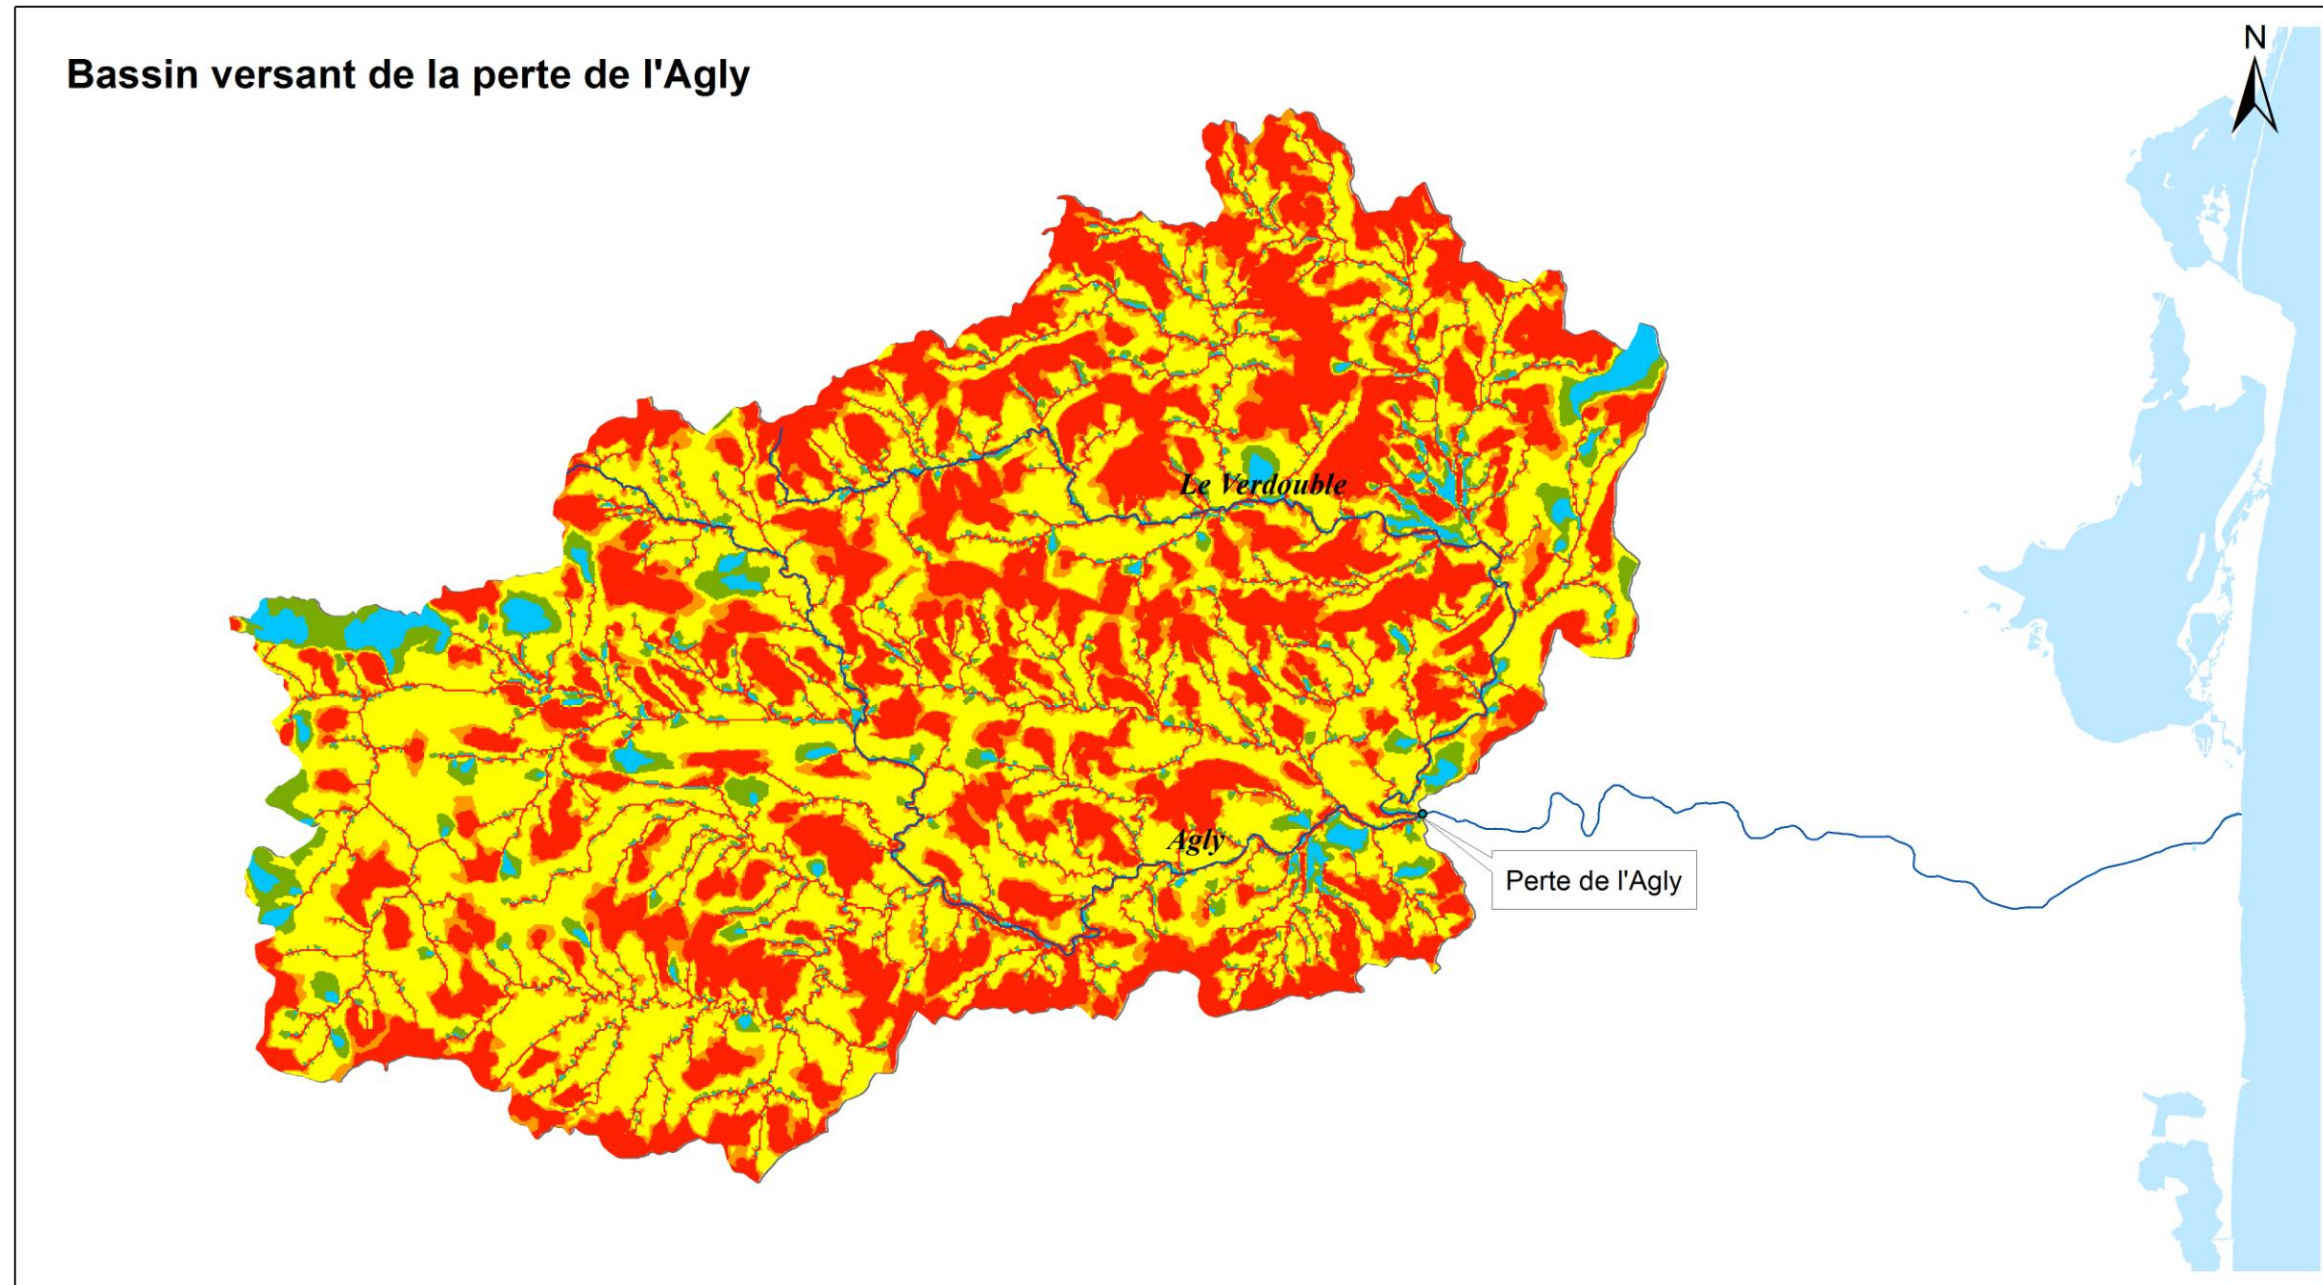 Bassin versant de la perte de l'Agly
N
Le Verdouble
Agly
Perte de l'Agly